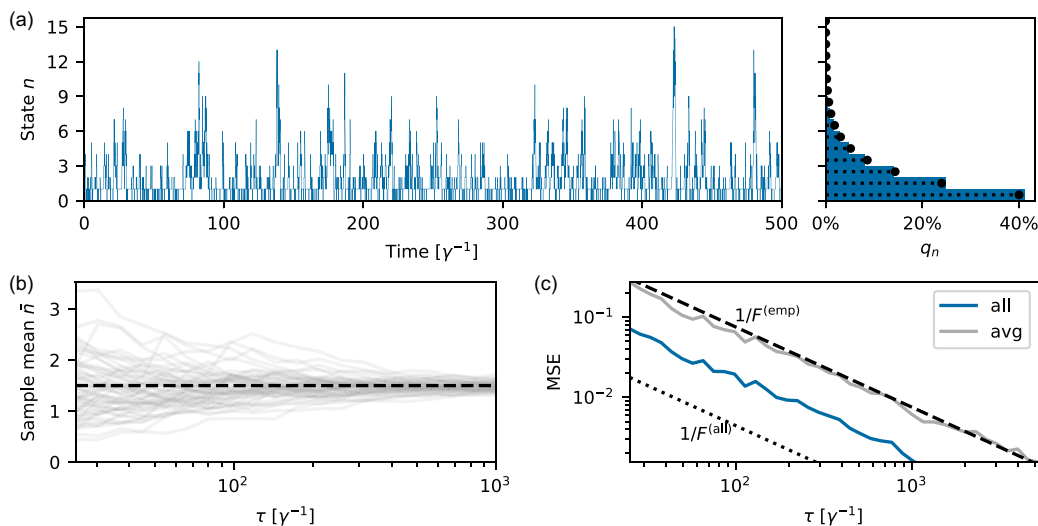 (a)
State n
15
12
9
6
3
0
0 100 200 300 400 500
Time [γ⁻¹]
0% 20% 40%
qₙ
(b)
Sample mean n̄
3
2
1
0
10² 10³
τ [γ⁻¹]
(c)
MSE
10⁻¹
10⁻²
1/F⁽ᵉᵐᵖ⁾
1/F⁽ᵃˡˡ⁾
all
avg
10² 10³
τ [γ⁻¹]